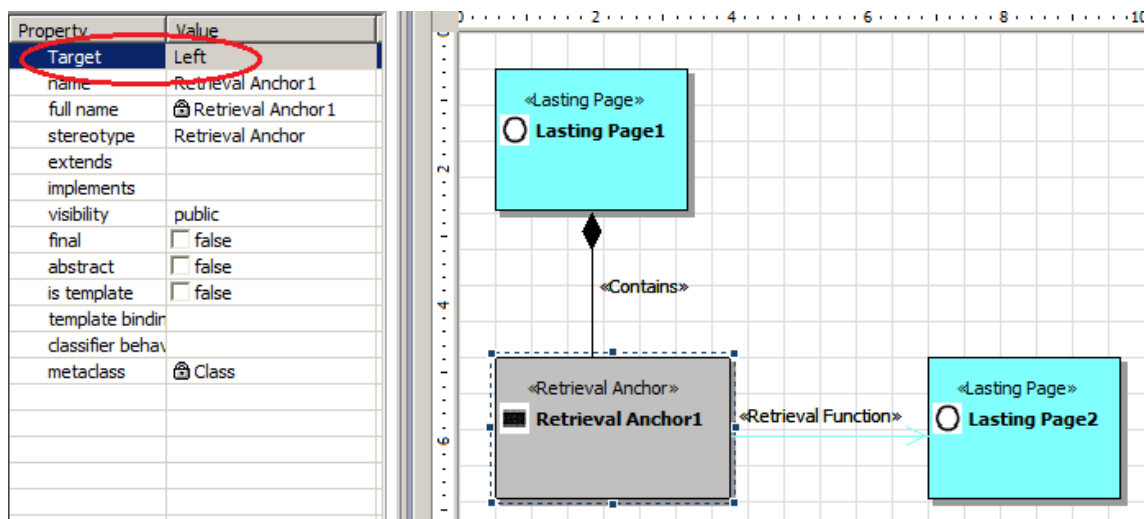 Property Value
Target Left
name Retrieval Anchor1
full name Retrieval Anchor1
stereotype Retrieval Anchor
extends
implements
visibility public
final false
abstract false
is template false
template bindin
classifier behav
metaclass Class
2 4 6 8 10
2
4
6
«Lasting Page»
Lasting Page1
«Contains»
«Retrieval Anchor»
Retrieval Anchor1
«Retrieval Function»
«Lasting Page»
Lasting Page2